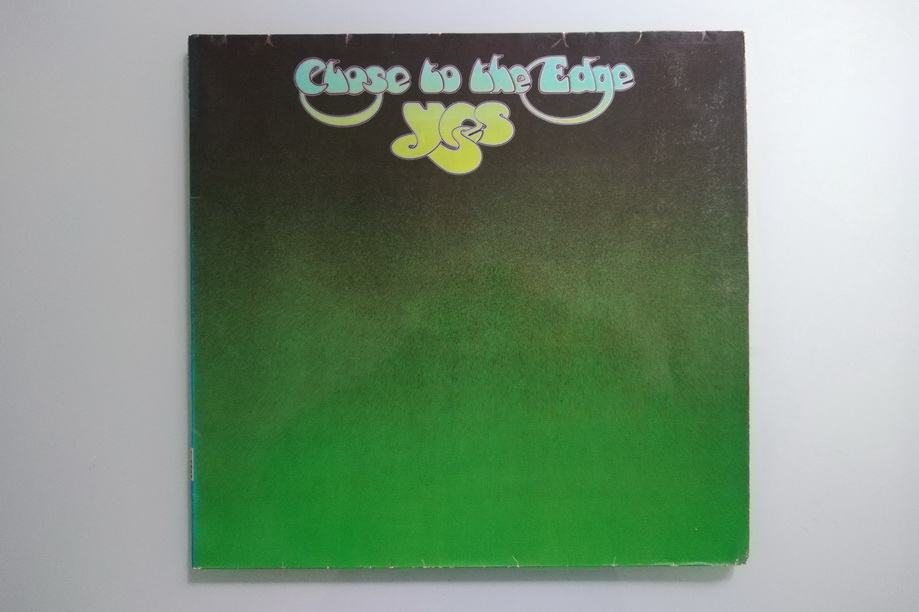 Close to the Edge
yes